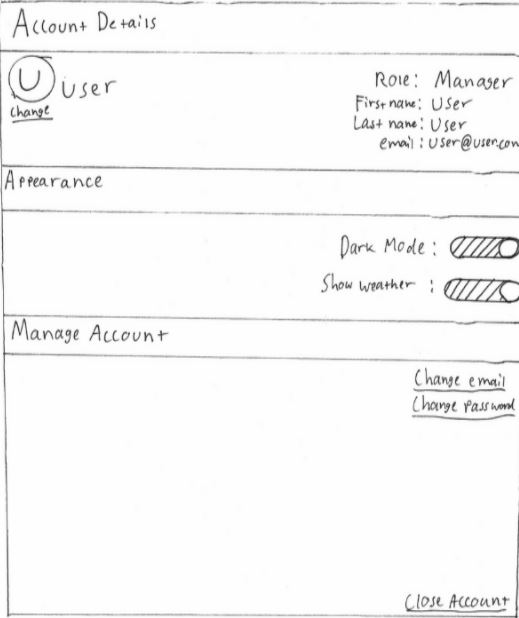 Account Details
U User
change
Role: Manager
First name: User
Last name: User
email: User@user.com
Appearance
Dark Mode:
Show weather :
Manage Account
Change email
Change password
Close Account